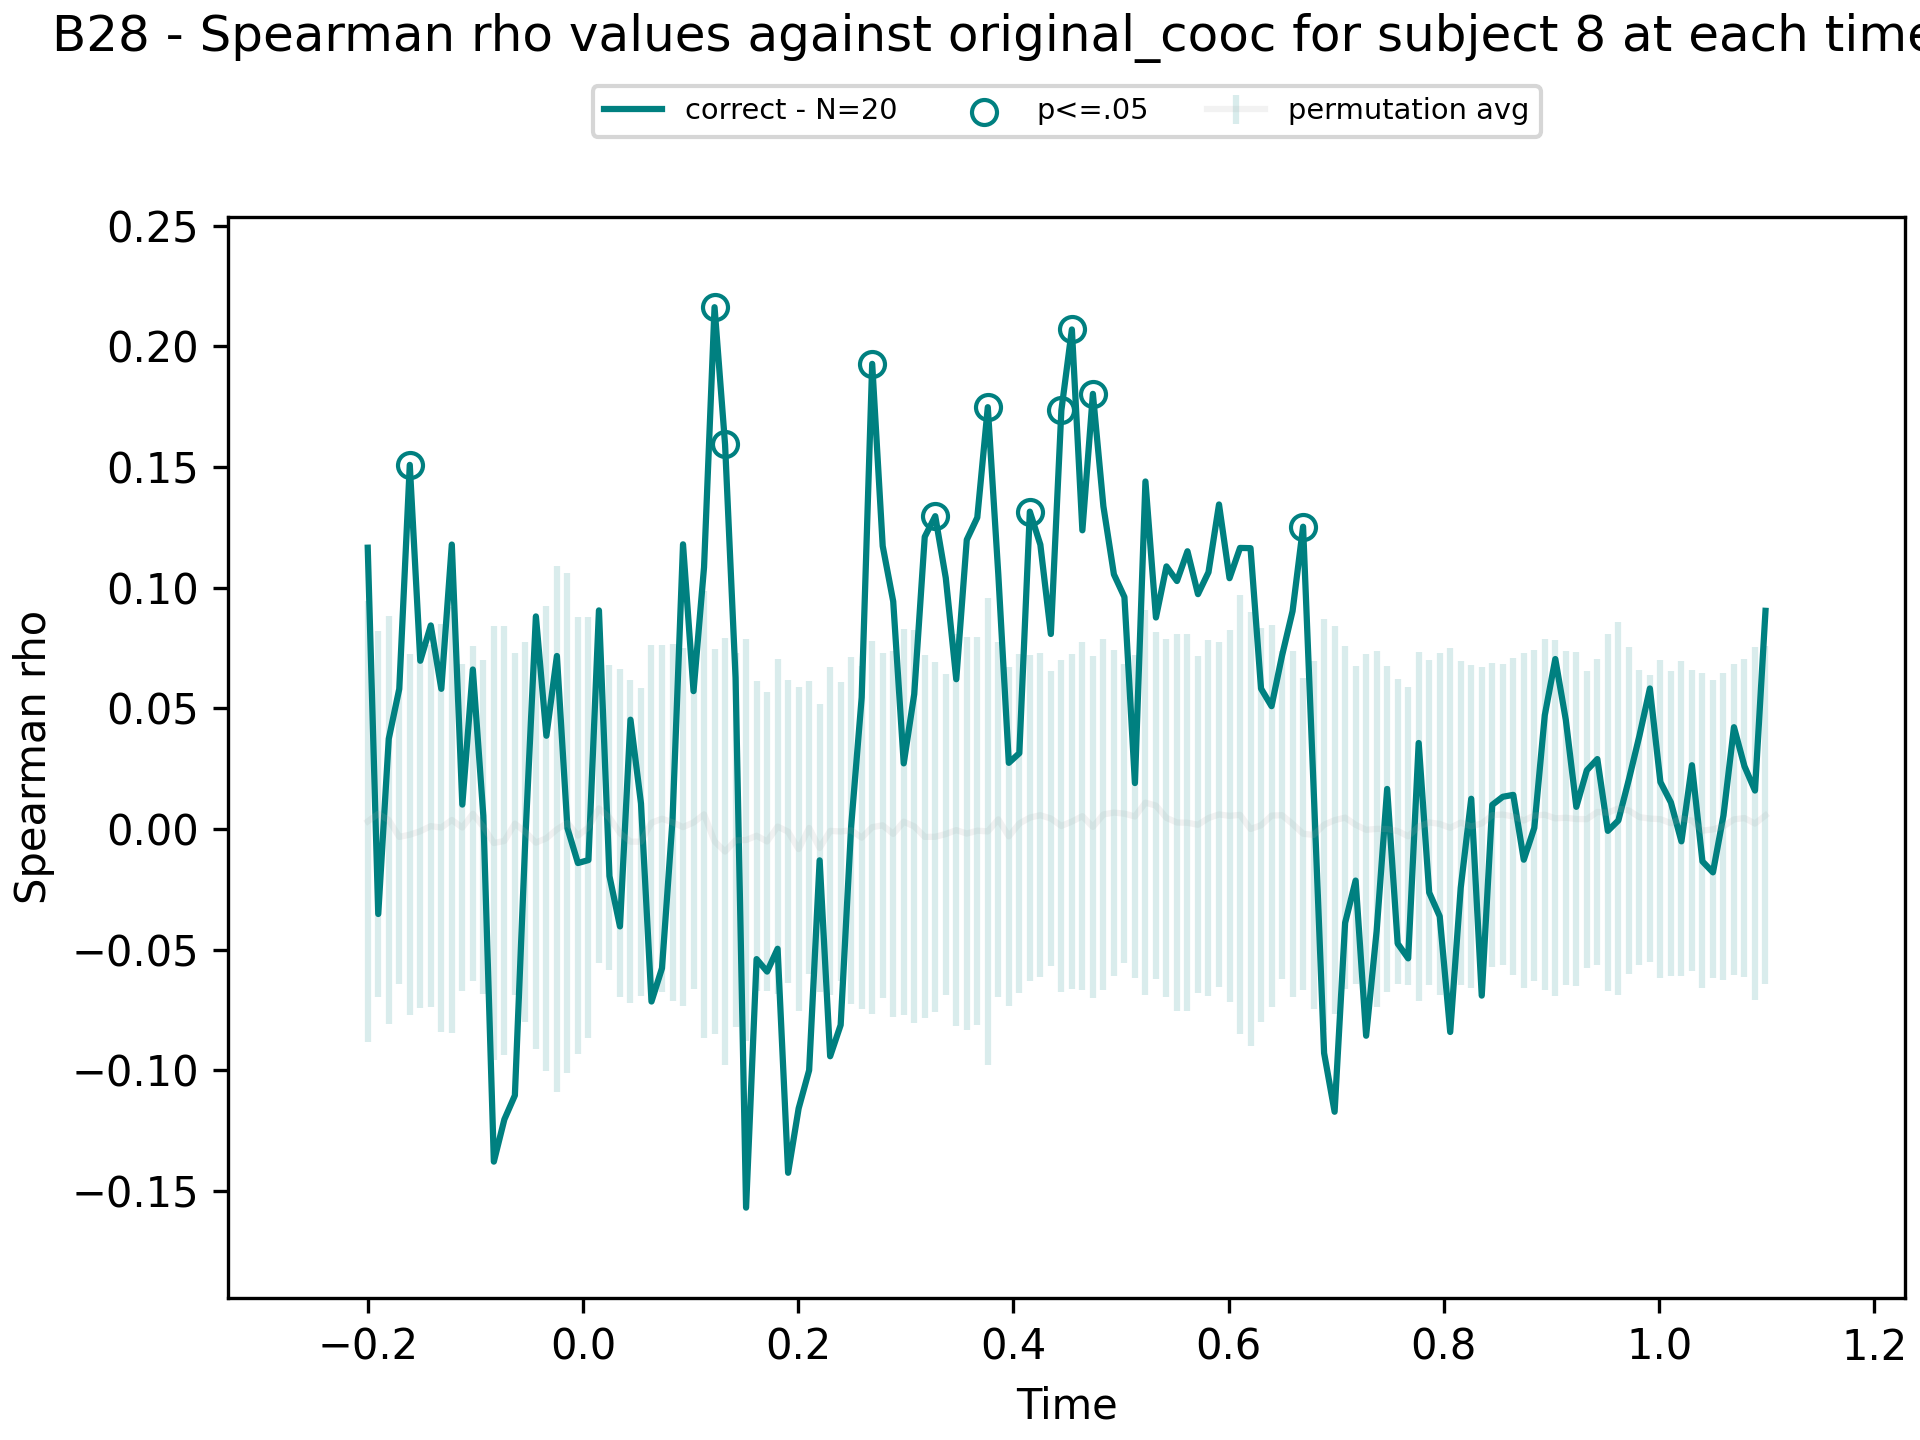 B28 - Spearman rho values against original_cooc for subject 8 at each time
correct - N=20 p<=.05 permutation avg
Spearman rho
0.25
0.20
0.15
0.10
0.05
0.00
−0.05
−0.10
−0.15
−0.2 0.0 0.2 0.4 0.6 0.8 1.0 1.2
Time